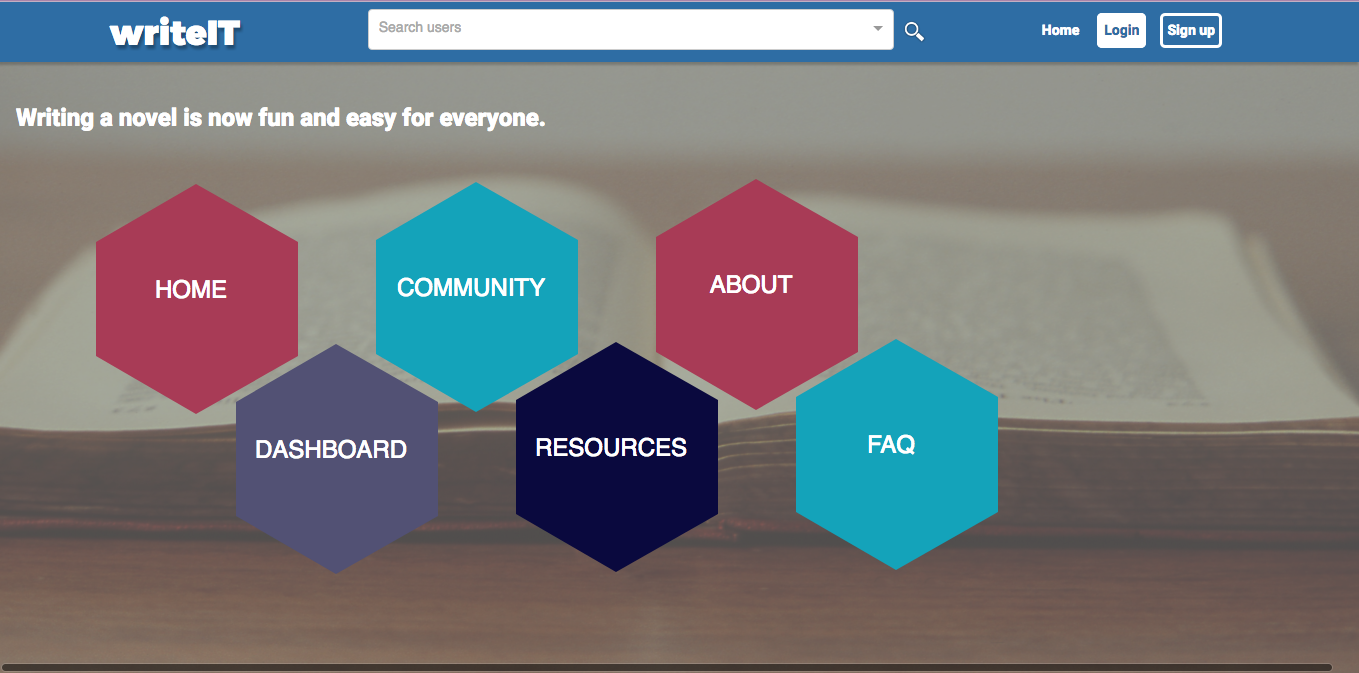 writeIT
Search users
Home
Login
Sign up
Writing a novel is now fun and easy for everyone.
HOME
COMMUNITY
ABOUT
DASHBOARD
RESOURCES
FAQ